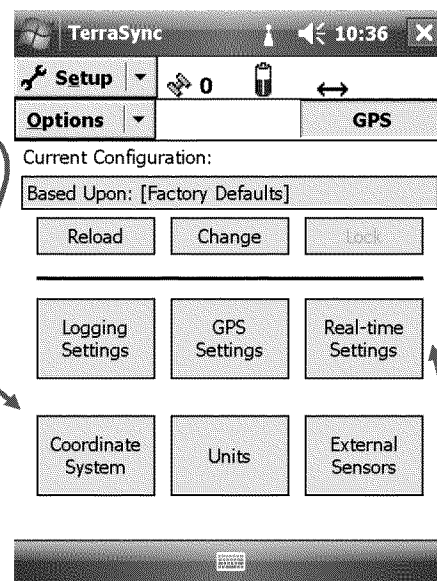 TerraSync 10:36
Setup 0
Options GPS
Current Configuration:
Based Upon: [Factory Defaults]
Reload Change Lock
Logging Settings
GPS Settings
Real-time Settings
Coordinate System
Units
External Sensors